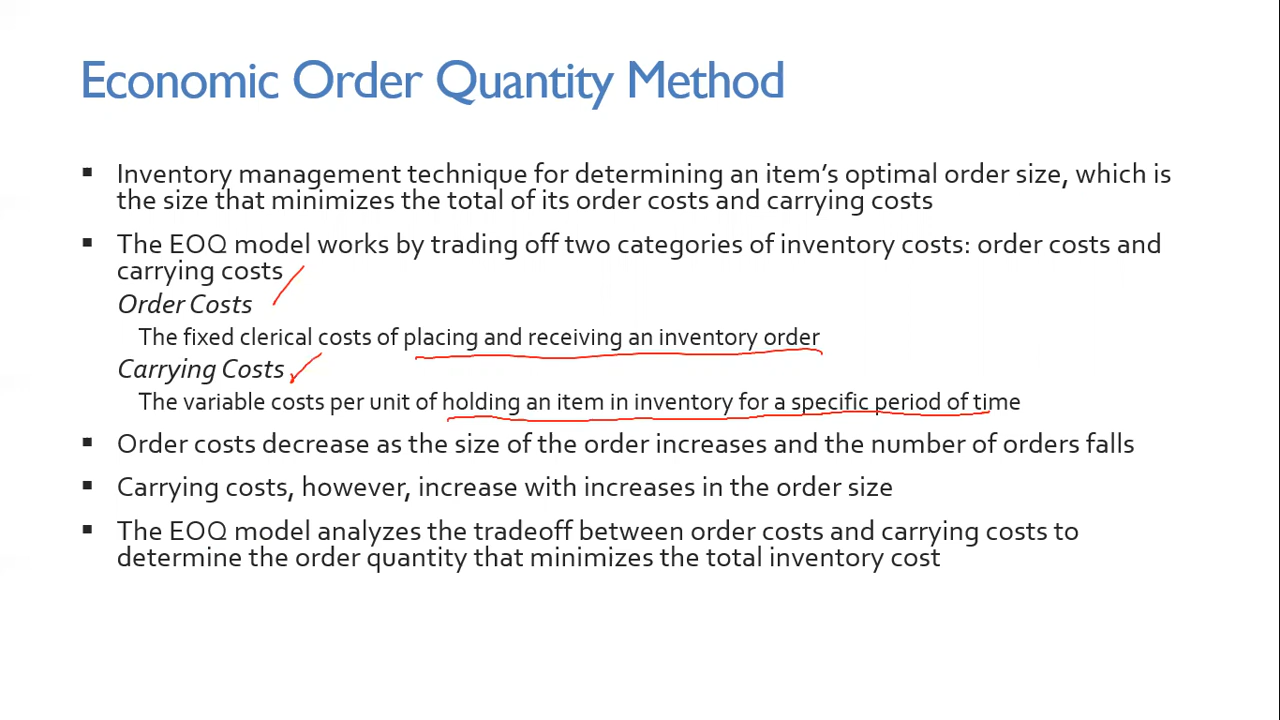 Economic Order Quantity Method
▪ Inventory management technique for determining an item's optimal order size, which is
the size that minimizes the total of its order costs and carrying costs
▪ The EOQ model works by trading off two categories of inventory costs: order costs and
carrying costs
Order Costs
The fixed clerical costs of placing and receiving an inventory order
Carrying Costs
The variable costs per unit of holding an item in inventory for a specific period of time
▪ Order costs decrease as the size of the order increases and the number of orders falls
▪ Carrying costs, however, increase with increases in the order size
▪ The EOQ model analyzes the tradeoff between order costs and carrying costs to
determine the order quantity that minimizes the total inventory cost